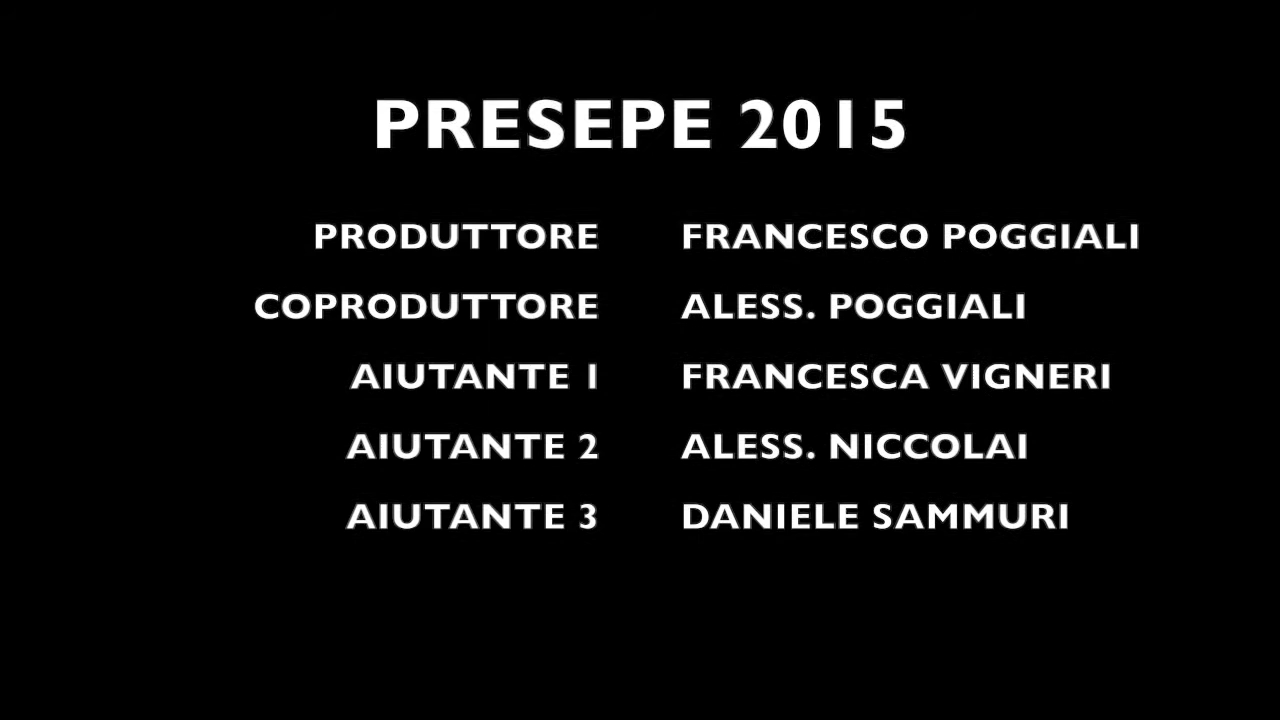 PRESEPE 2015
PRODUTTORE FRANCESCO POGGIALI
COPRODUTTORE ALESS. POGGIALI
AIUTANTE 1 FRANCESCA VIGNERI
AIUTANTE 2 ALESS. NICCOLAI
AIUTANTE 3 DANIELE SAMMURI